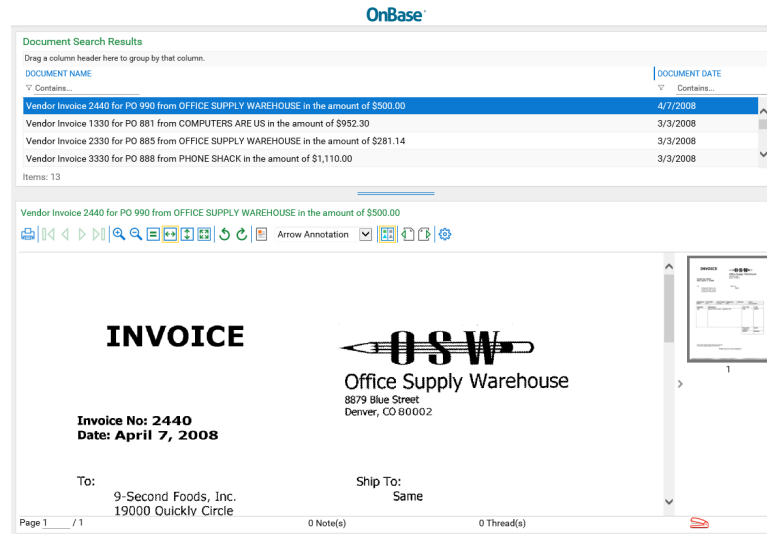 OnBase
Document Search Results
Drag a column header here to group by that column.
DOCUMENT NAME DOCUMENT DATE
Contains... Contains...
Vendor Invoice 2440 for PO 990 from OFFICE SUPPLY WAREHOUSE in the amount of $500.00 4/7/2008
Vendor Invoice 1330 for PO 881 from COMPUTERS ARE US in the amount of $952.30 3/3/2008
Vendor Invoice 2330 for PO 885 from OFFICE SUPPLY WAREHOUSE in the amount of $281.14 3/3/2008
Vendor Invoice 3330 for PO 888 from PHONE SHACK in the amount of $1,110.00 3/3/2008
Items: 13
Vendor Invoice 2440 for PO 990 from OFFICE SUPPLY WAREHOUSE in the amount of $500.00
Arrow Annotation
INVOICE
OSW
Office Supply Warehouse
8879 Blue Street
Denver, CO 80002
Invoice No: 2440
Date: April 7, 2008
To: Ship To:
9-Second Foods, Inc. Same
19000 Quickly Circle
1
Page 1 / 1 0 Note(s) 0 Thread(s)